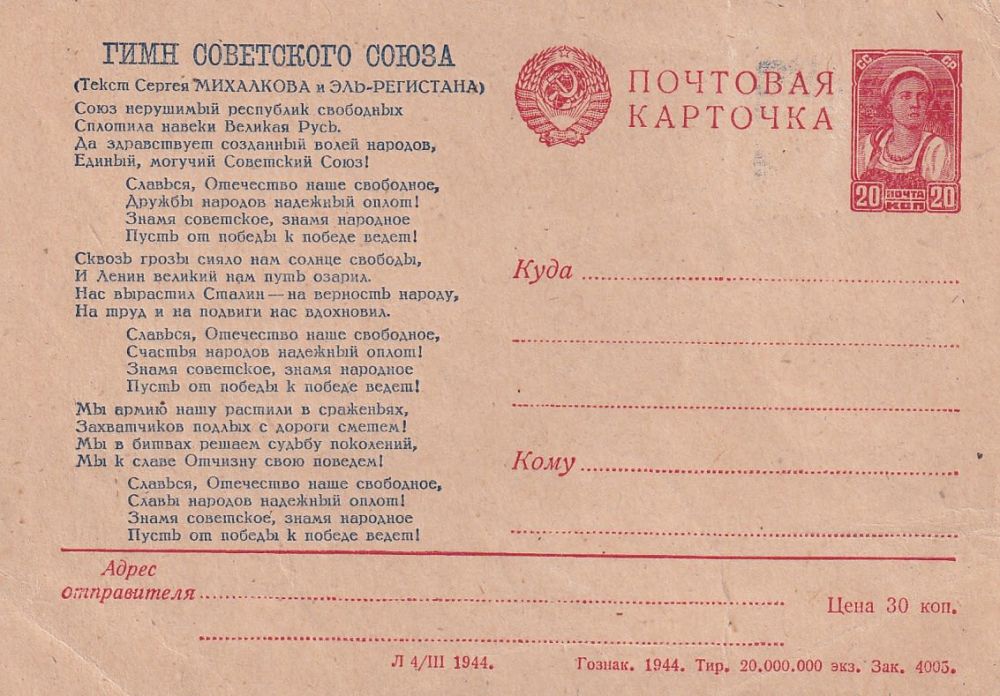 ГИМН СОВЕТСКОГО СОЮЗА
(Текст Сергея МИХАЛКОВА и ЭЛЬ-РЕГИСТАНА)
Союз нерушимый республик свободных
Сплотила навеки Великая Русь.
Да здравствует созданный волей народов,
Единый, могучий Советский Союз!
Славься, Отечество наше свободное,
Дружбы народов надежный оплот!
Знамя советское, знамя народное
Пусть от победы к победе ведет!
Сквозь грозы сияло нам солнце свободы,
И Ленин великий нам путь озарил.
Нас вырастил Сталин — на верность народу,
На труд и на подвиги нас вдохновил.
Славься, Отечество наше свободное,
Счастья народов надежный оплот!
Знамя советское, знамя народное
Пусть от победы к победе ведет!
Мы армию нашу растили в сраженьях,
Захватчиков подлых с дороги сметем!
Мы в битвах решаем судьбу поколений,
Мы к славе Отчизну свою поведем!
Славься, Отечество наше свободное,
Славы народов надежный оплот!
Знамя советское, знамя народное
Пусть от победы к победе ведет!
ПОЧТОВАЯ
КАРТОЧКА
СС СР
20 ПОЧТА КОП 20
Куда
Кому
Адрес
отправителя
Цена 30 коп.
Л 4/III 1944.
Гознак. 1944. Тир. 20.000.000 экз. Зак. 4005.